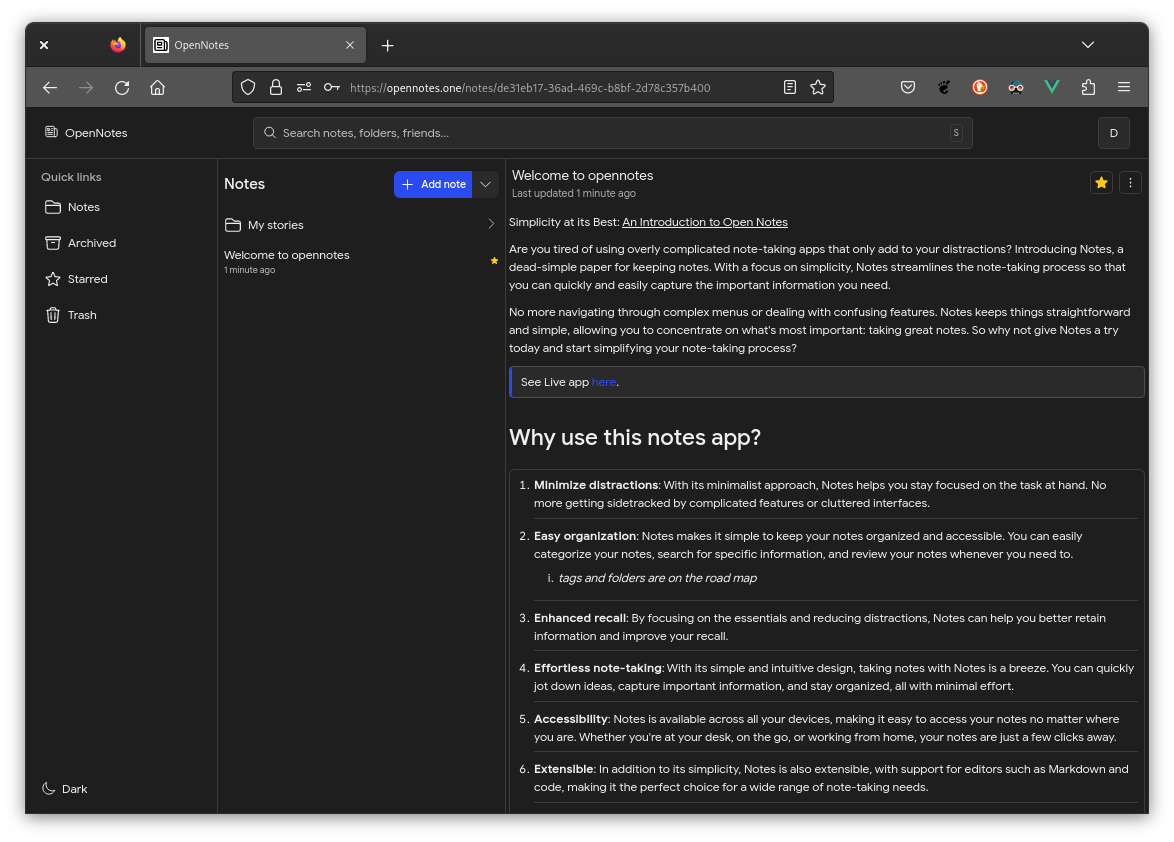 OpenNotes
https://opennotes.one/notes/de31eb17-36ad-469c-b8bf-2d78c357b400
OpenNotes
Search notes, folders, friends...
S
D
Quick links
Notes
Archived
Starred
Trash
Dark
Notes
Add note
My stories
Welcome to opennotes
1 minute ago
Welcome to opennotes
Last updated 1 minute ago
Simplicity at its Best: An Introduction to Open Notes
Are you tired of using overly complicated note-taking apps that only add to your distractions? Introducing Notes, a
dead-simple paper for keeping notes. With a focus on simplicity, Notes streamlines the note-taking process so that
you can quickly and easily capture the important information you need.
No more navigating through complex menus or dealing with confusing features. Notes keeps things straightforward
and simple, allowing you to concentrate on what's most important: taking great notes. So why not give Notes a try
today and start simplifying your note-taking process?
See Live app here.
Why use this notes app?
1. Minimize distractions: With its minimalist approach, Notes helps you stay focused on the task at hand. No
more getting sidetracked by complicated features or cluttered interfaces.
2. Easy organization: Notes makes it simple to keep your notes organized and accessible. You can easily
categorize your notes, search for specific information, and review your notes whenever you need to.
i. tags and folders are on the road map
3. Enhanced recall: By focusing on the essentials and reducing distractions, Notes can help you better retain
information and improve your recall.
4. Effortless note-taking: With its simple and intuitive design, taking notes with Notes is a breeze. You can quickly
jot down ideas, capture important information, and stay organized, all with minimal effort.
5. Accessibility: Notes is available across all your devices, making it easy to access your notes no matter where
you are. Whether you're at your desk, on the go, or working from home, your notes are just a few clicks away.
6. Extensible: In addition to its simplicity, Notes is also extensible, with support for editors such as Markdown and
code, making it the perfect choice for a wide range of note-taking needs.